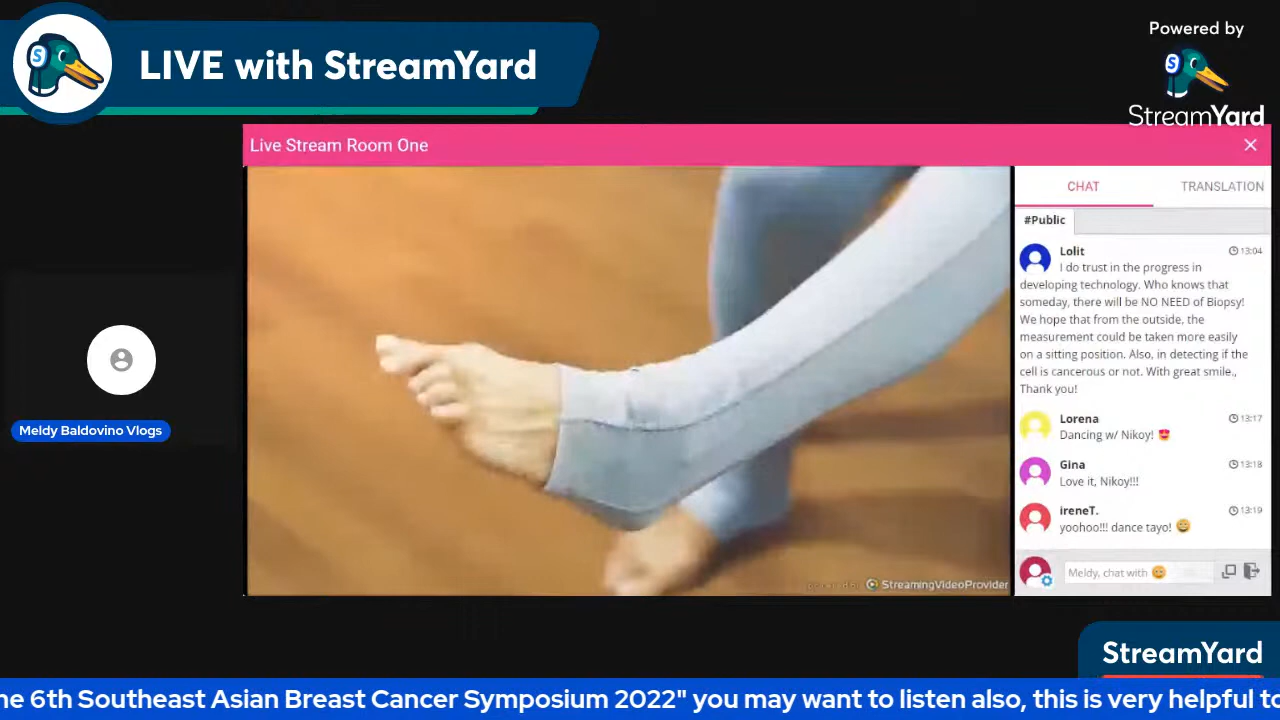 LIVE with StreamYard
Powered by
StreamYard
Live Stream Room One
CHAT
TRANSLATION
#Public
Lolit
13:04
I do trust in the progress in
developing technology. Who knows that
someday, there will be NO NEED of Biopsy!
We hope that from the outside, the
measurement could be taken more easily
on a sitting position. Also, in detecting if the
cell is cancerous or not. With great smile.,
Thank you!
Lorena
13:17
Dancing w/ Nikoy! 😍
Gina
13:18
Love it, Nikoy!!!
ireneT.
13:19
yoohoo!!! dance tayo! 😄
Meldy, chat with 😄
Meldy Baldovino Vlogs
StreamingVideoProvider
StreamYard
6th Southeast Asian Breast Cancer Symposium 2022" you may want to listen also, this is very helpful to